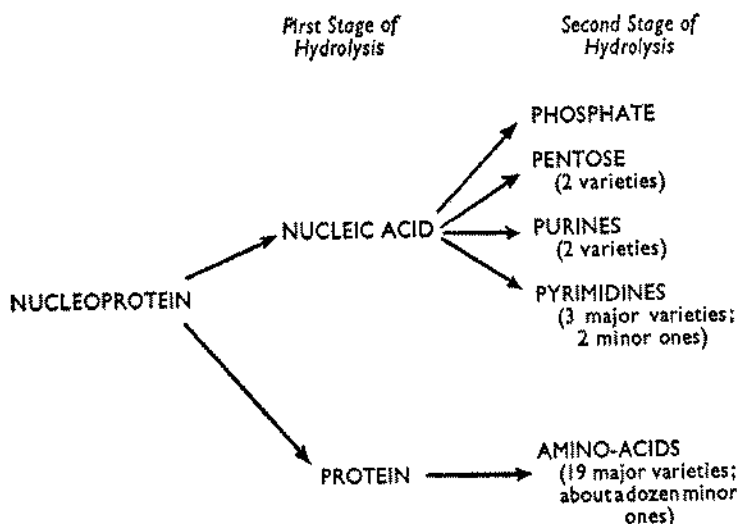 First Stage of
Hydrolysis
Second Stage of
Hydrolysis
PHOSPHATE
PENTOSE
(2 varieties)
NUCLEIC ACID
PURINES
(2 varieties)
NUCLEOPROTEIN
PYRIMIDINES
(3 major varieties;
2 minor ones)
PROTEIN
AMINO-ACIDS
(19 major varieties;
about a dozen minor
ones)